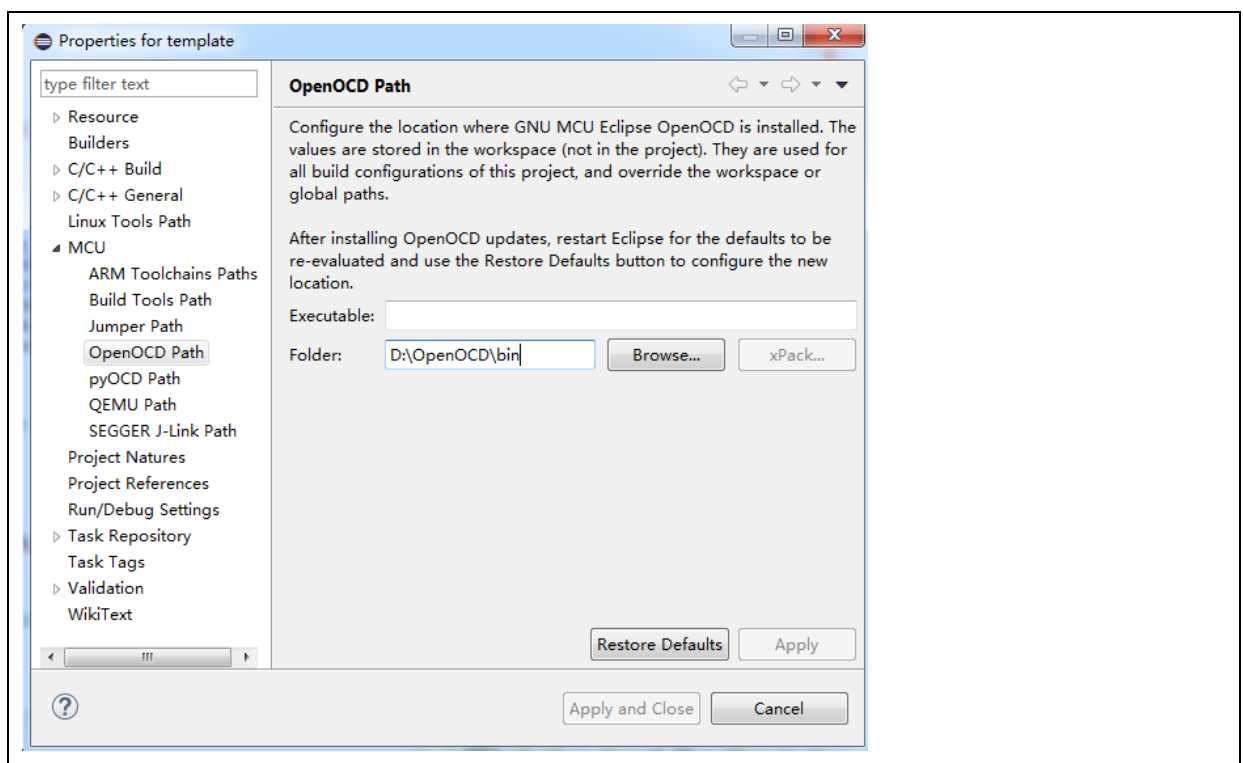 Properties for template
type filter text
OpenOCD Path
Resource
Builders
C/C++ Build
C/C++ General
Linux Tools Path
MCU
ARM Toolchains Paths
Build Tools Path
Jumper Path
OpenOCD Path
pyOCD Path
QEMU Path
SEGGER J-Link Path
Project Natures
Project References
Run/Debug Settings
Task Repository
Task Tags
Validation
WikiText
Configure the location where GNU MCU Eclipse OpenOCD is installed. The
values are stored in the workspace (not in the project). They are used for
all build configurations of this project, and override the workspace or
global paths.
After installing OpenOCD updates, restart Eclipse for the defaults to be
re-evaluated and use the Restore Defaults button to configure the new
location.
Executable:
Folder: D:\OpenOCD\bin Browse... xPack...
Restore Defaults Apply
Apply and Close Cancel